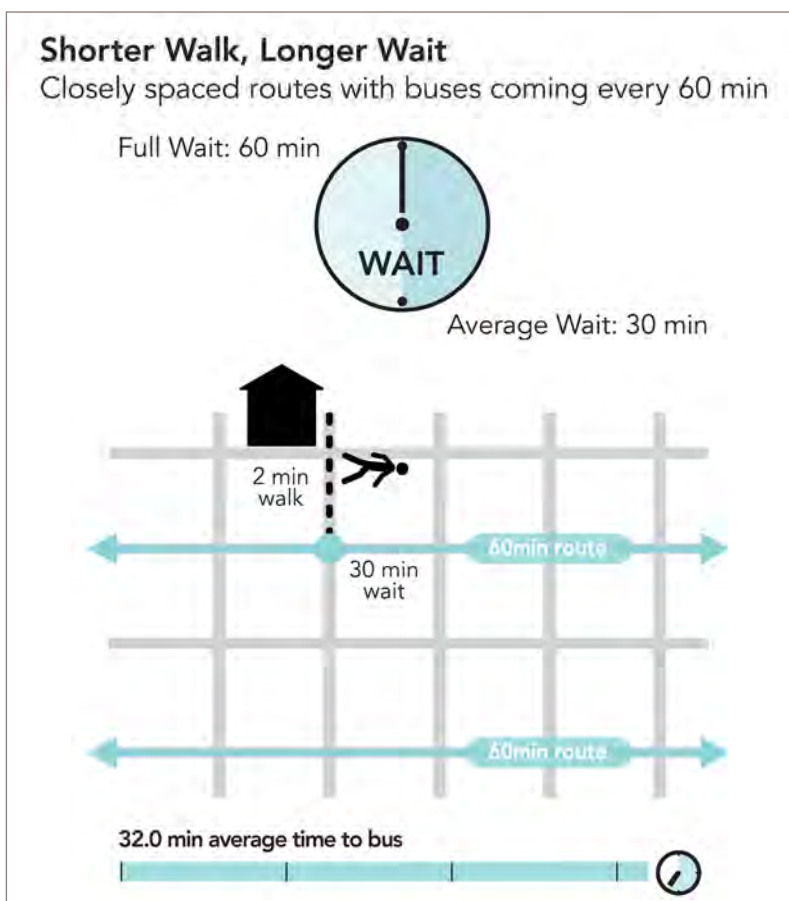 Shorter Walk, Longer Wait
Closely spaced routes with buses coming every 60 min
Full Wait: 60 min
WAIT
Average Wait: 30 min
2 min
walk
60min route
30 min
wait
60min route
32.0 min average time to bus